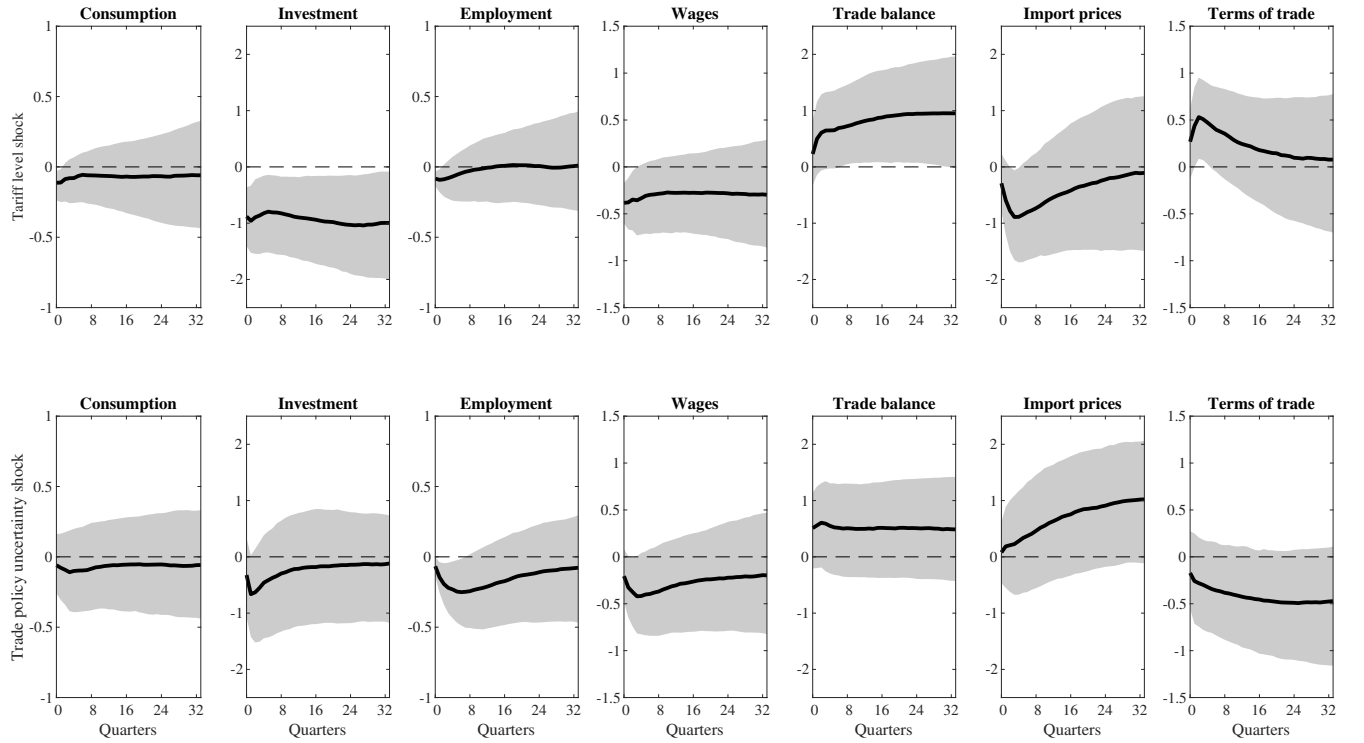 Consumption Investment Employment Wages Trade balance Import prices Terms of trade
Tariff level shock
1 0.5 0 -0.5 -1
2 1 0 -1 -2
1 0.5 0 -0.5 -1
1.5 1 0.5 0 -0.5 -1 -1.5
2 1 0 -1 -2
2 1 0 -1 -2
1.5 1 0.5 0 -0.5 -1 -1.5
0 8 16 24 32 0 8 16 24 32 0 8 16 24 32 0 8 16 24 32 0 8 16 24 32 0 8 16 24 32 0 8 16 24 32
Consumption Investment Employment Wages Trade balance Import prices Terms of trade
Trade policy uncertainty shock
1 0.5 0 -0.5 -1
2 1 0 -1 -2
1 0.5 0 -0.5 -1
1.5 1 0.5 0 -0.5 -1 -1.5
2 1 0 -1 -2
2 1 0 -1 -2
1.5 1 0.5 0 -0.5 -1 -1.5
0 8 16 24 32 0 8 16 24 32 0 8 16 24 32 0 8 16 24 32 0 8 16 24 32 0 8 16 24 32 0 8 16 24 32
Quarters Quarters Quarters Quarters Quarters Quarters Quarters